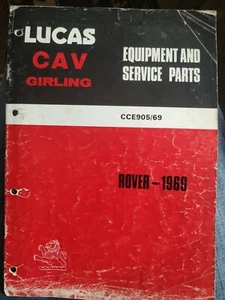 LUCAS
CAV
GIRLING
EQUIPMENT AND
SERVICE PARTS
CCE905/69
ROVER - 1969